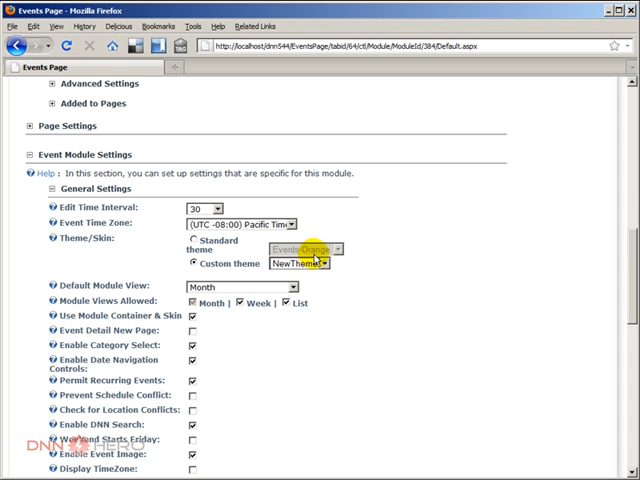 Events Page - Mozilla Firefox
File Edit View History Delicious Bookmarks Tools Help Related Links
TAG
http://localhost/dnn544/EventsPage/tabid/64/ctl/Module/ModuleId/384/Default.aspx
Events Page
Advanced Settings
Added to Pages
Page Settings
Event Module Settings
Help : In this section, you can set up settings that are specific for this module.
General Settings
Edit Time Interval: 30
Event Time Zone: (UTC -08:00) Pacific Time
Theme/Skin: Standard theme Events Orange
Custom theme NewTheme
Default Module View: Month
Module Views Allowed: Month | Week | List
Use Module Container & Skin
Event Detail New Page:
Enable Category Select:
Enable Date Navigation
Controls:
Permit Recurring Events:
Prevent Schedule Conflict:
Check for Location Conflicts:
Enable DNN Search:
Weekend Starts Friday:
DNN HERO
Enable Event Image:
Display TimeZone: